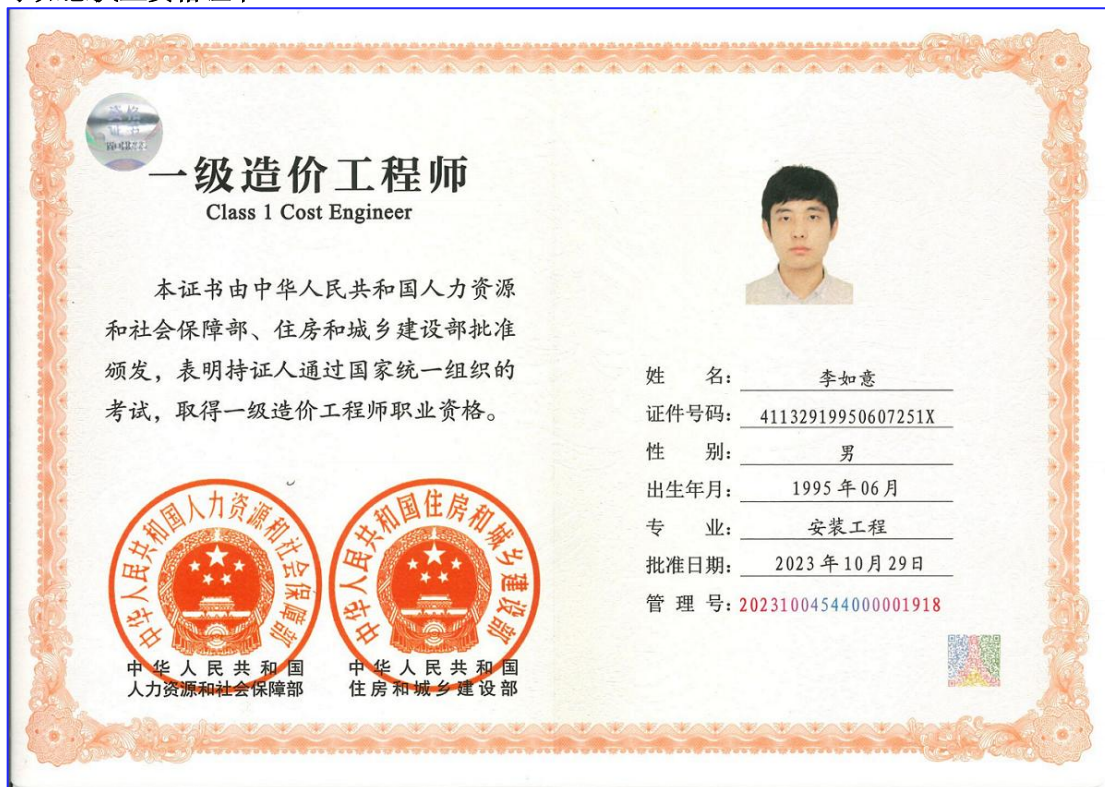 一级造价工程师
Class 1 Cost Engineer
本证书由中华人民共和国人力资源
和社会保障部、住房和城乡建设部批准
颁发，表明持证人通过国家统一组织的
考试，取得一级造价工程师职业资格。
中华人民共和国人力资源和社会保障部
中华人民共和国住房和城乡建设部
中华人民共和国
人力资源和社会保障部
中华人民共和国
住房和城乡建设部
姓 名： 李如意
证件号码： 41132919950607251X
性 别： 男
出生年月： 1995年06月
专 业： 安装工程
批准日期： 2023年10月29日
管 理 号： 20231004544000001918